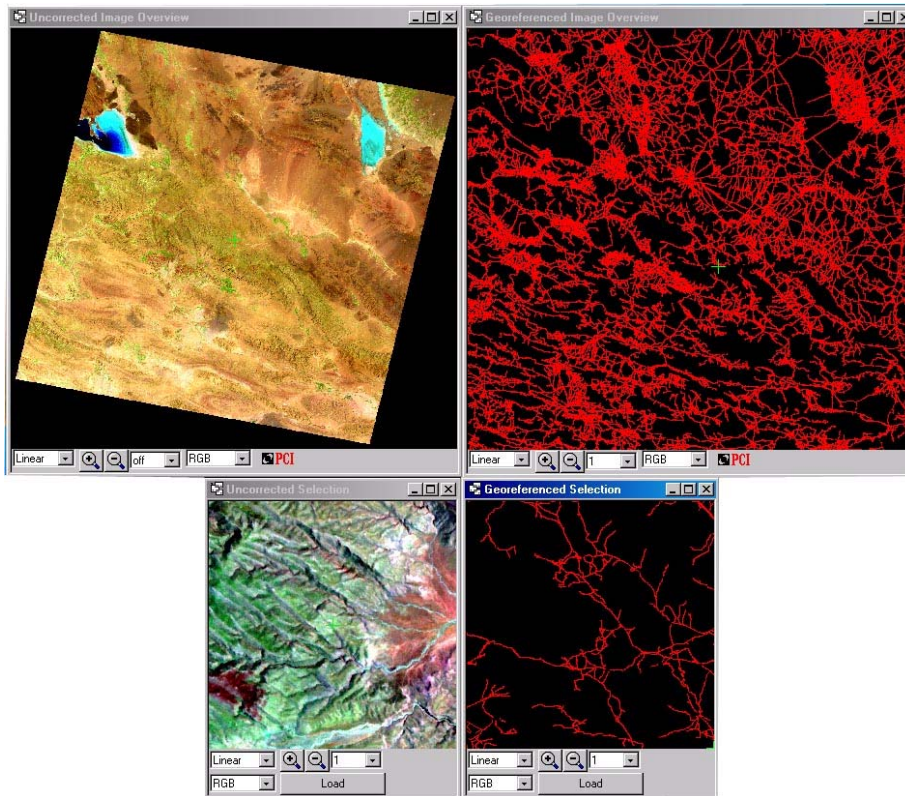 Uncorrected Image Overview
Georeferenced Image Overview
Linear off RGB PCI
Linear 1 RGB PCI
Uncorrected Selection
Georeferenced Selection
Linear 1
RGB Load
Linear 1
RGB Load